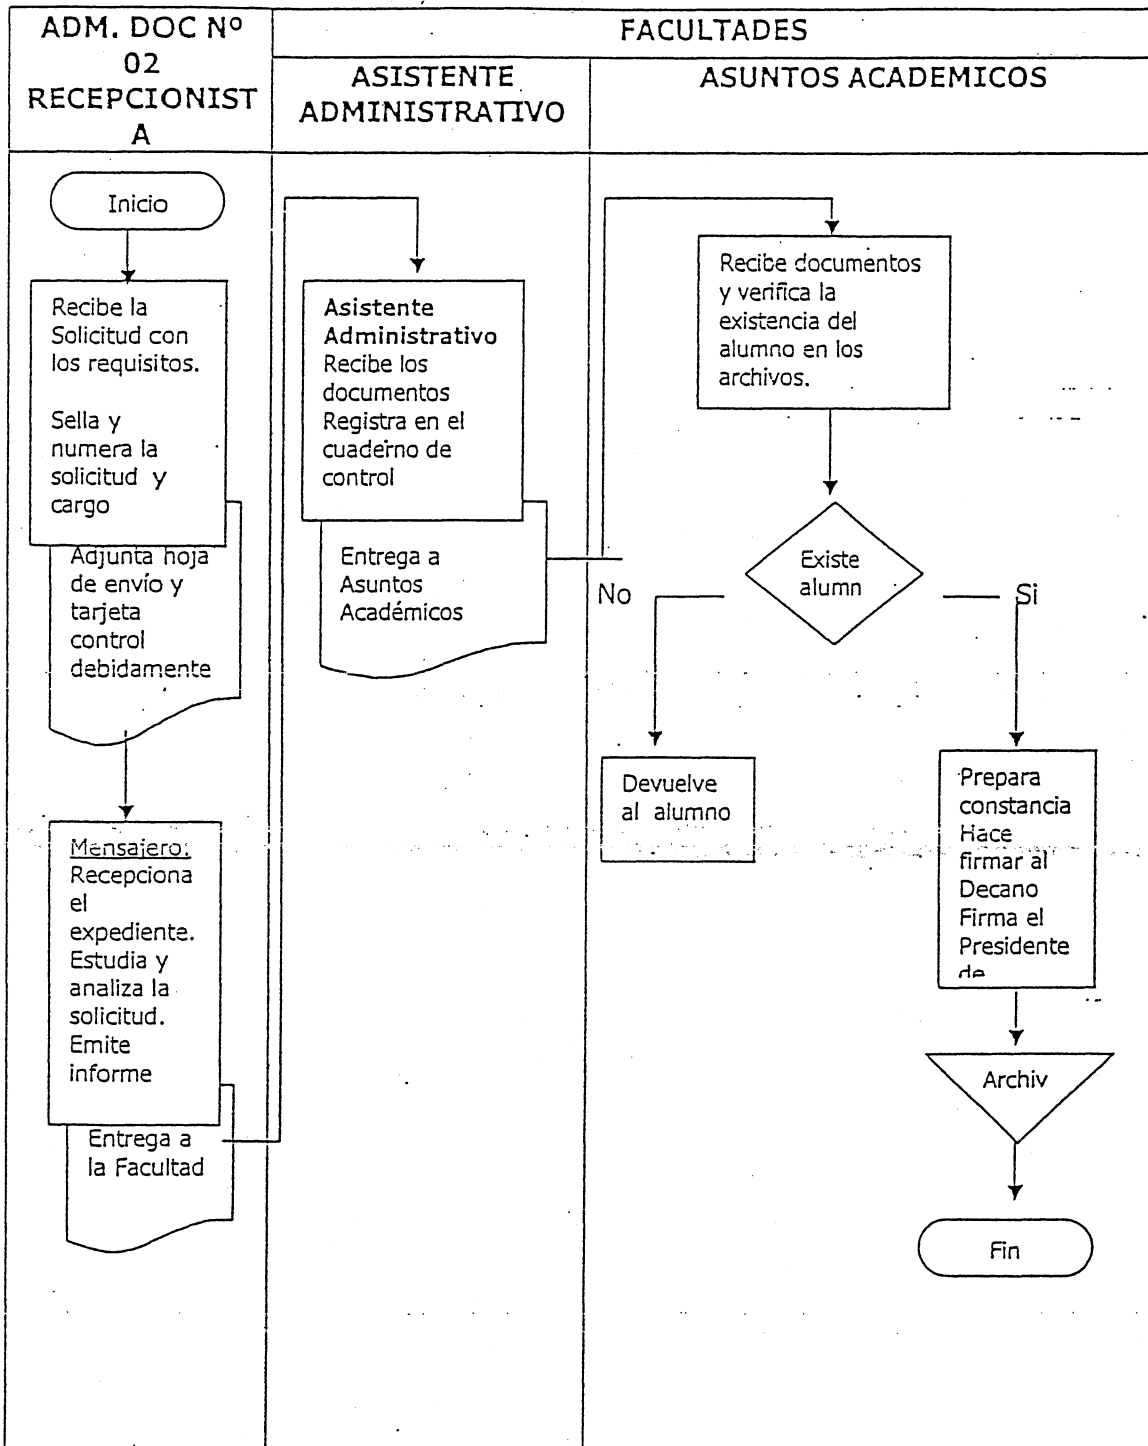 ADM. DOC Nº
02
RECEPCIONIST
A
FACULTADES
ASISTENTE
ADMINISTRATIVO
ASUNTOS ACADEMICOS
Inicio
Recibe la
Solicitud con
los requisitos.
Sella y
numera la
solicitud y
cargo
Adjunta hoja
de envío y
tarjeta
control
debidamente
Mensajero:
Recepciona
el
expediente.
Estudia y
analiza la
solicitud.
Emite
informe
Entrega a
la Facultad
Asistente
Administrativo
Recibe los
documentos
Registra en el
cuaderno de
control
Entrega a
Asuntos
Académicos
Recibe documentos
y verifica la
existencia del
alumno en los
archivos.
Existe
alumn
No
Si
Devuelve
al alumno
Prepara
constancia
Hace
firmar al
Decano
Firma el
Presidente
de
Archiv
Fin